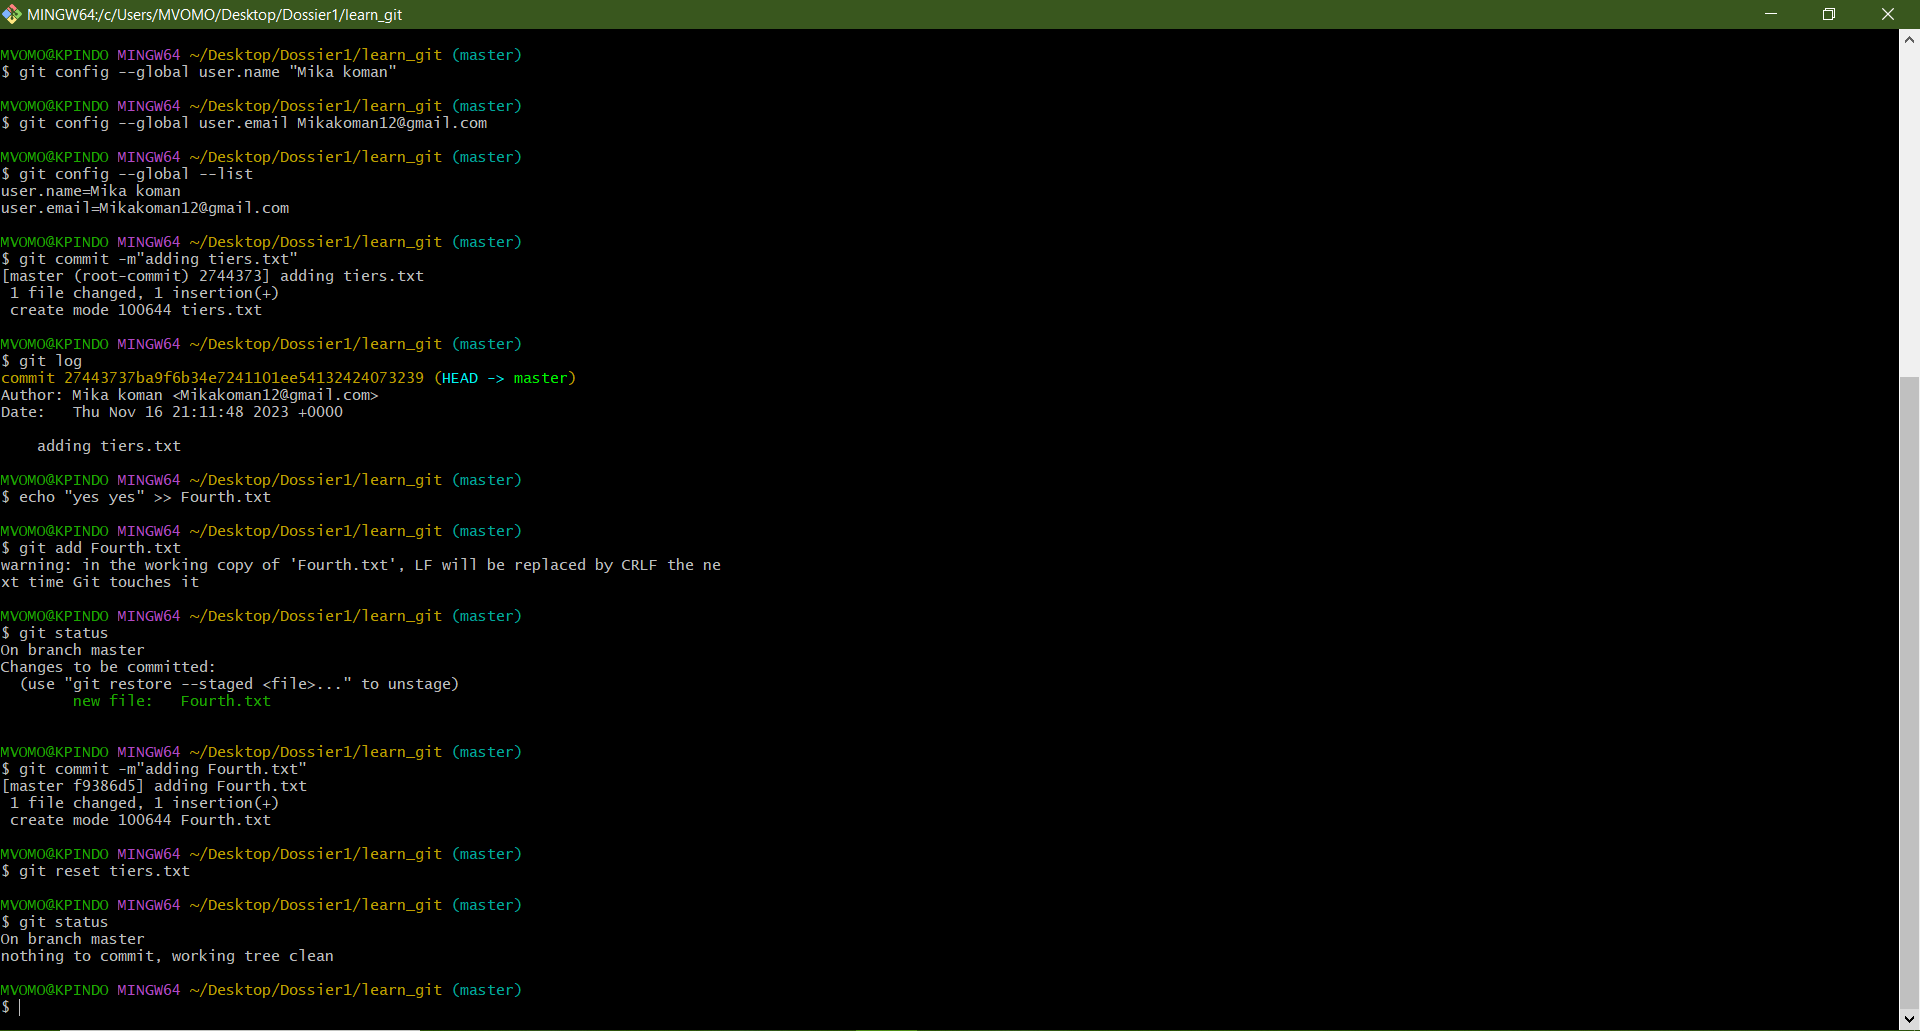 MINGW64:/c/Users/MVOMO/Desktop/Dossier1/learn_git
MVOMO@KPINDO MINGW64 ~/Desktop/Dossier1/learn_git (master)
$ git config --global user.name "Mika koman"
MVOMO@KPINDO MINGW64 ~/Desktop/Dossier1/learn_git (master)
$ git config --global user.email Mikakoman12@gmail.com
MVOMO@KPINDO MINGW64 ~/Desktop/Dossier1/learn_git (master)
$ git config --global --list
user.name=Mika koman
user.email=Mikakoman12@gmail.com
MVOMO@KPINDO MINGW64 ~/Desktop/Dossier1/learn_git (master)
$ git commit -m"adding tiers.txt"
[master (root-commit) 2744373] adding tiers.txt
 1 file changed, 1 insertion(+)
 create mode 100644 tiers.txt
MVOMO@KPINDO MINGW64 ~/Desktop/Dossier1/learn_git (master)
$ git log
commit 27443737ba9f6b34e7241101ee54132424073239 (HEAD -> master)
Author: Mika koman <Mikakoman12@gmail.com>
Date:   Thu Nov 16 21:11:48 2023 +0000
    adding tiers.txt
MVOMO@KPINDO MINGW64 ~/Desktop/Dossier1/learn_git (master)
$ echo "yes yes" >> Fourth.txt
MVOMO@KPINDO MINGW64 ~/Desktop/Dossier1/learn_git (master)
$ git add Fourth.txt
warning: in the working copy of 'Fourth.txt', LF will be replaced by CRLF the ne
xt time Git touches it
MVOMO@KPINDO MINGW64 ~/Desktop/Dossier1/learn_git (master)
$ git status
On branch master
Changes to be committed:
  (use "git restore --staged <file>..." to unstage)
        new file:   Fourth.txt
MVOMO@KPINDO MINGW64 ~/Desktop/Dossier1/learn_git (master)
$ git commit -m"adding Fourth.txt"
[master f9386d5] adding Fourth.txt
 1 file changed, 1 insertion(+)
 create mode 100644 Fourth.txt
MVOMO@KPINDO MINGW64 ~/Desktop/Dossier1/learn_git (master)
$ git reset tiers.txt
MVOMO@KPINDO MINGW64 ~/Desktop/Dossier1/learn_git (master)
$ git status
On branch master
nothing to commit, working tree clean
MVOMO@KPINDO MINGW64 ~/Desktop/Dossier1/learn_git (master)
$